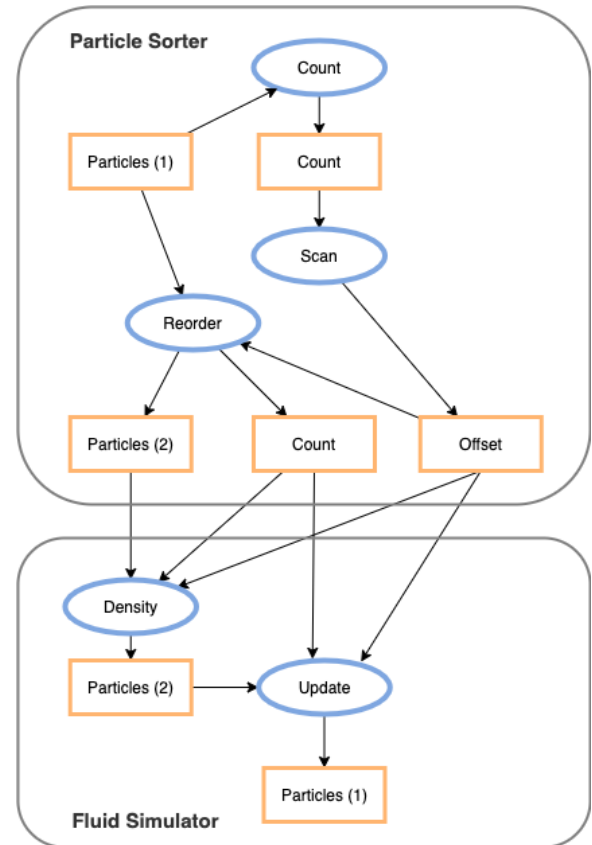 Particle Sorter
Count
Particles (1)
Count
Scan
Reorder
Particles (2)
Count
Offset
Density
Particles (2)
Update
Particles (1)
Fluid Simulator